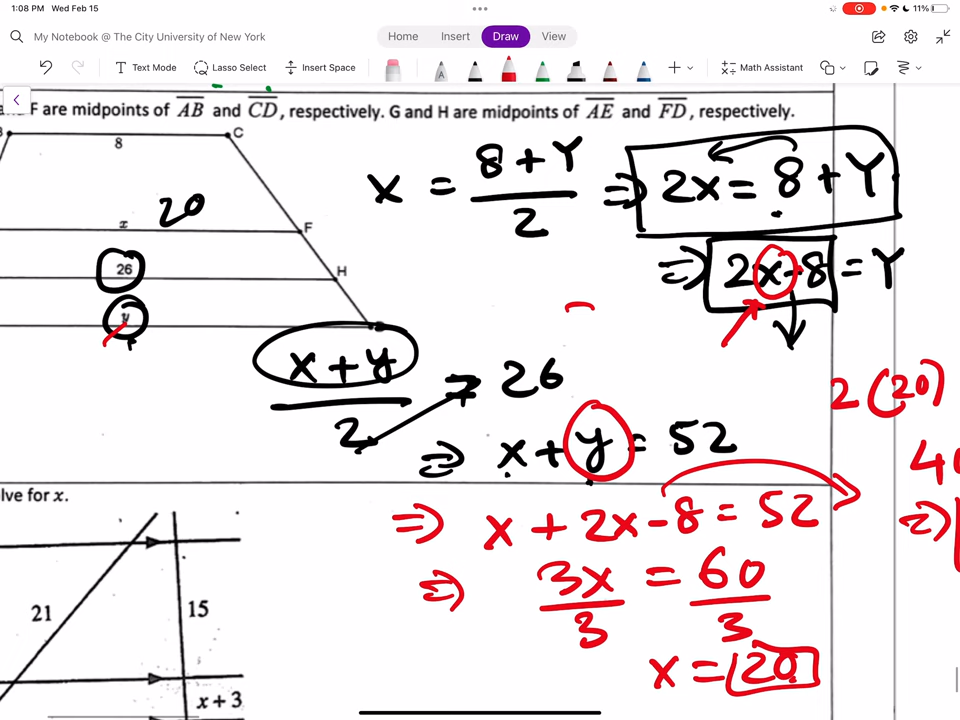 1:08 PM Wed Feb 15
11%
My Notebook @ The City University of New York
Home Insert Draw View
Text Mode Lasso Select Insert Space Math Assistant
F are midpoints of AB and CD, respectively. G and H are midpoints of AE and FD, respectively.
C
8
x 20
F
26
H
y
x = 8 + Y / 2 ⇒ 2x = 8 + Y
⇒ 2x - 8 = Y
x + y / 2 = 26
⇒ x + y = 52
2(20)
⇒ x + 2x - 8 = 52
⇒ 3x / 3 = 60 / 3
x = 20
lve for x.
21
15
x + 3